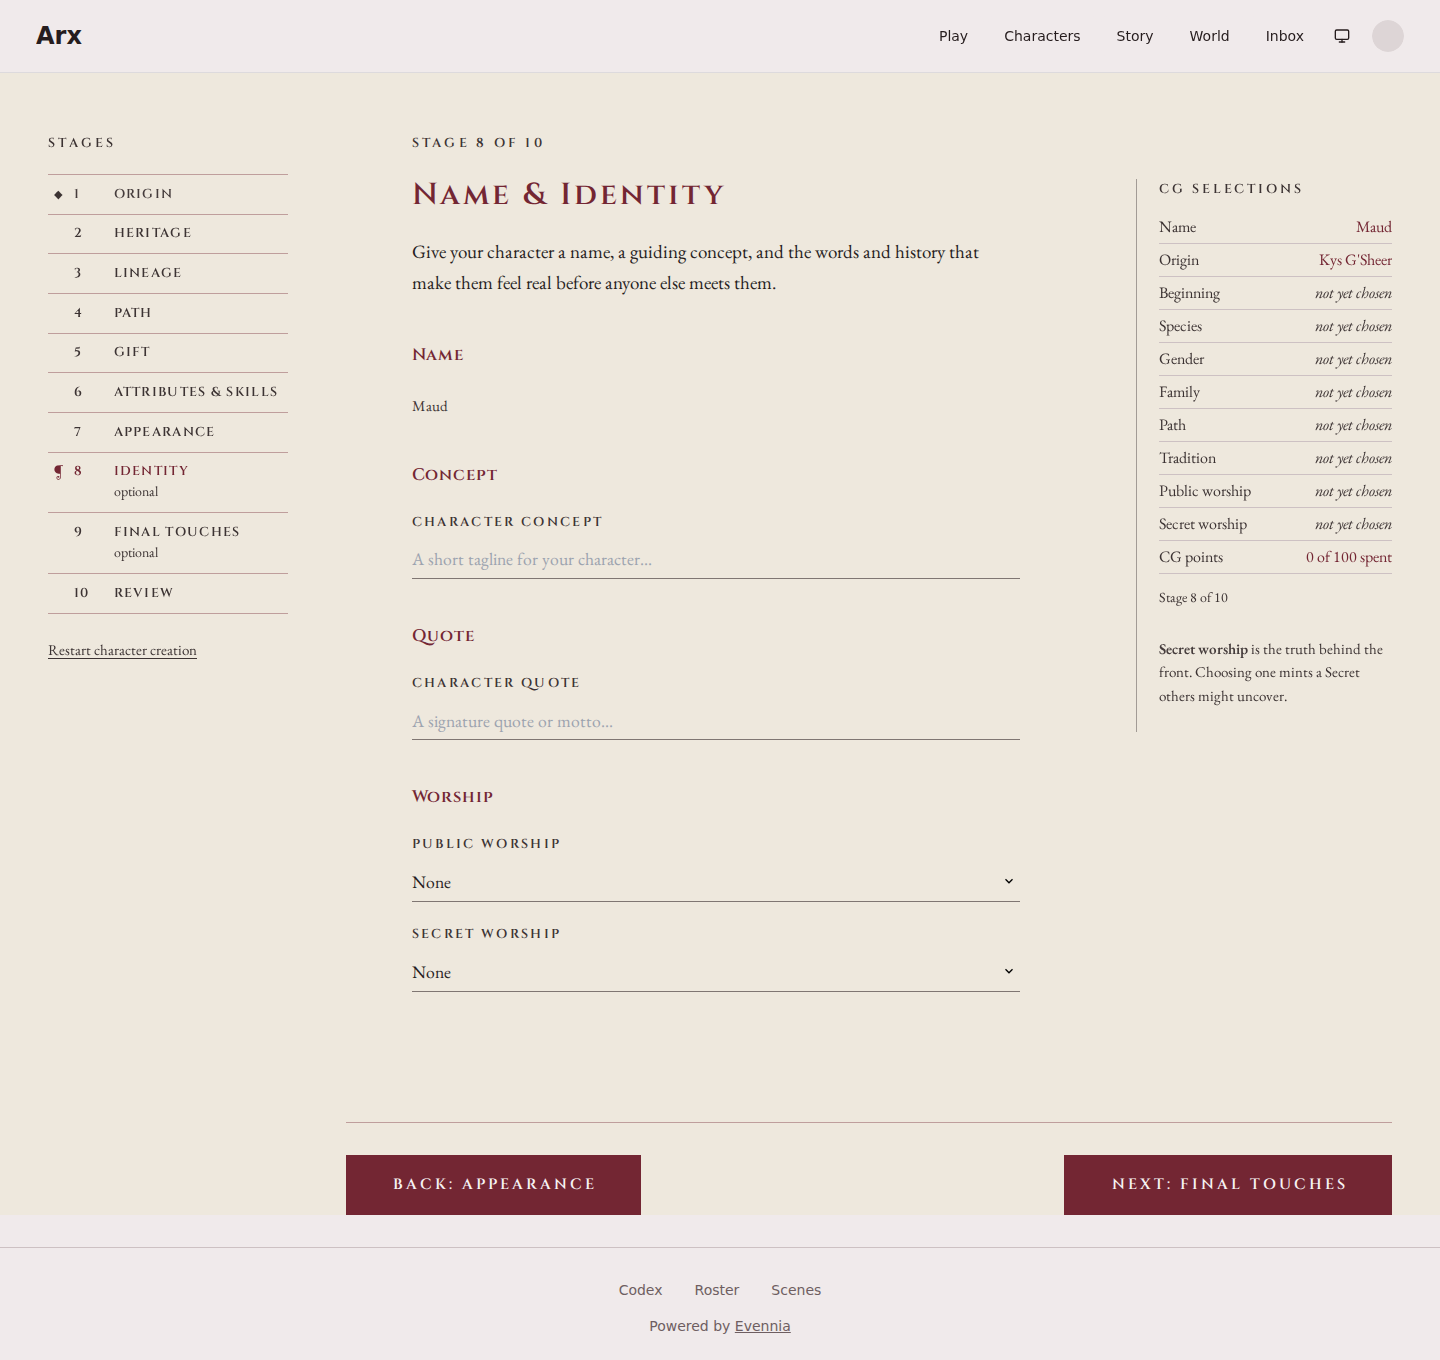 Arx
Play Characters Story World Inbox
STAGES
◆ 1 ORIGIN
2 HERITAGE
3 LINEAGE
4 PATH
5 GIFT
6 ATTRIBUTES & SKILLS
7 APPEARANCE
¶ 8 IDENTITY
optional
9 FINAL TOUCHES
optional
10 REVIEW
Restart character creation
STAGE 8 OF 10
Name & Identity
Give your character a name, a guiding concept, and the words and history that
make them feel real before anyone else meets them.
Name
Maud
Concept
CHARACTER CONCEPT
A short tagline for your character...
Quote
CHARACTER QUOTE
A signature quote or motto...
Worship
PUBLIC WORSHIP
None
SECRET WORSHIP
None
CG SELECTIONS
Name Maud
Origin Kys G'Sheer
Beginning not yet chosen
Species not yet chosen
Gender not yet chosen
Family not yet chosen
Path not yet chosen
Tradition not yet chosen
Public worship not yet chosen
Secret worship not yet chosen
CG points 0 of 100 spent
Stage 8 of 10
Secret worship is the truth behind the
front. Choosing one mints a Secret
others might uncover.
BACK: APPEARANCE
NEXT: FINAL TOUCHES
Codex Roster Scenes
Powered by Evennia